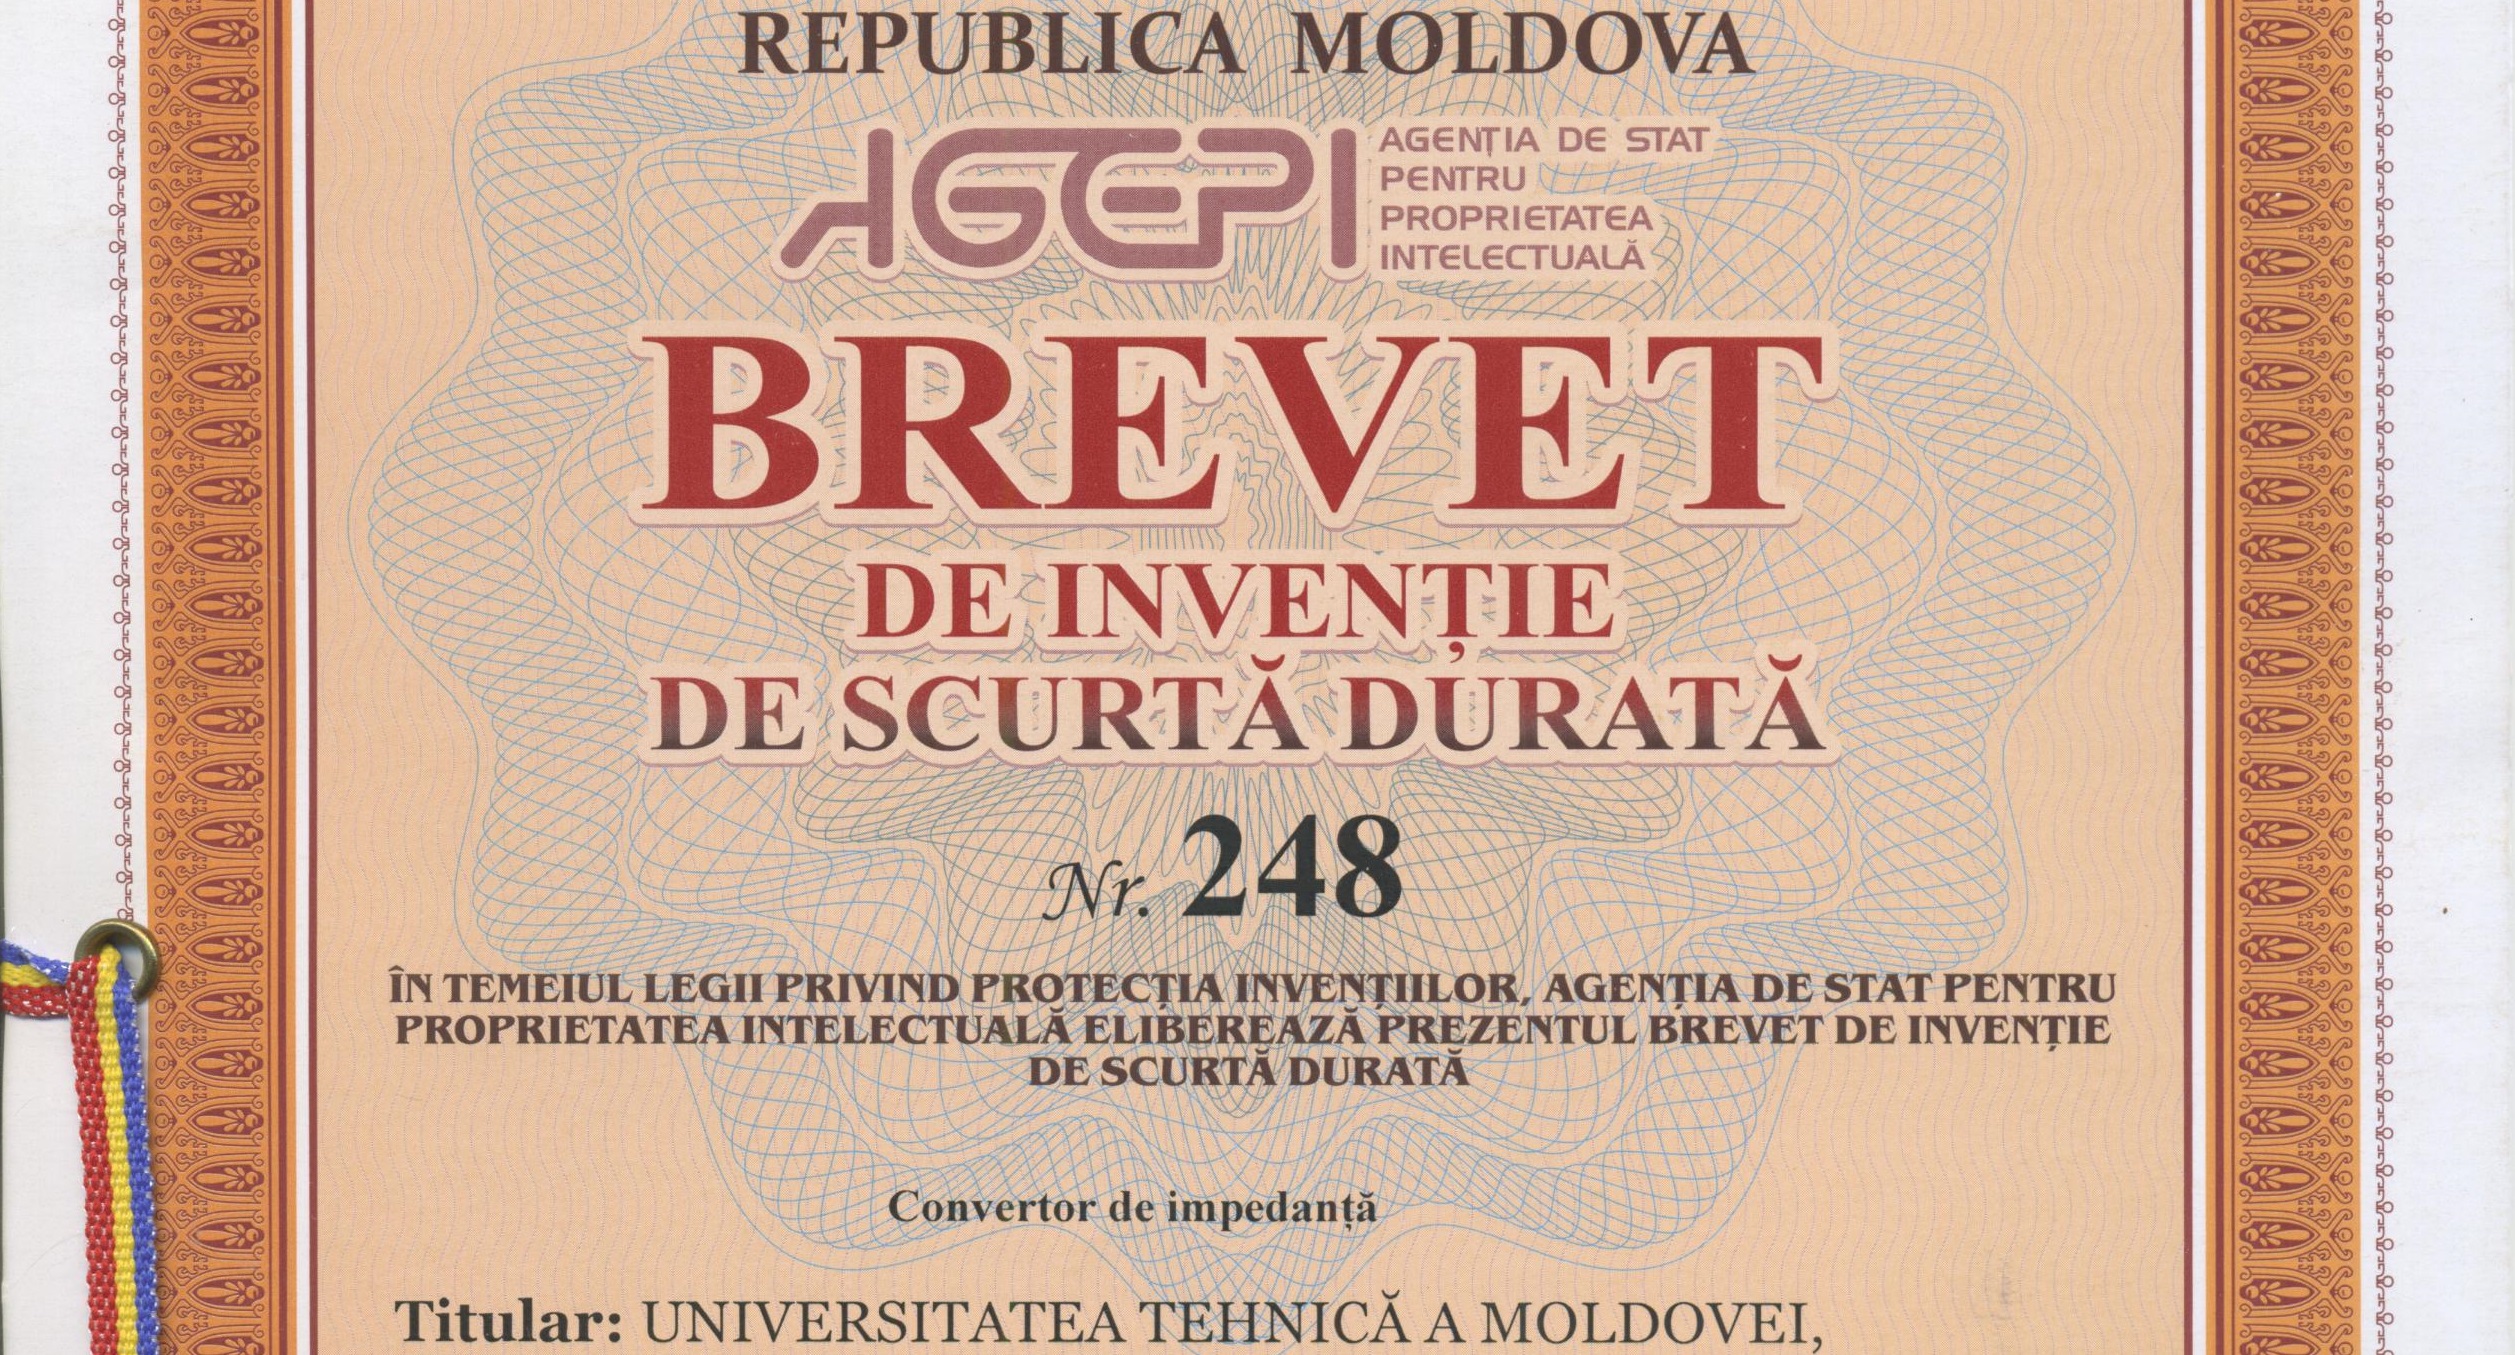 REPUBLICA MOLDOVA
AGEPI
AGENȚIA DE STAT
PENTRU
PROPRIETATEA
INTELECTUALĂ
BREVET
DE INVENȚIE
DE SCURTĂ DURATĂ
Nr. 248
ÎN TEMEIUL LEGII PRIVIND PROTECȚIA INVENȚIILOR, AGENȚIA DE STAT PENTRU
PROPRIETATEA INTELECTUALĂ ELIBEREAZĂ PREZENTUL BREVET DE INVENȚIE
DE SCURTĂ DURATĂ
Convertor de impedanță
Titular: UNIVERSITATEA TEHNICĂ A MOLDOVEI,